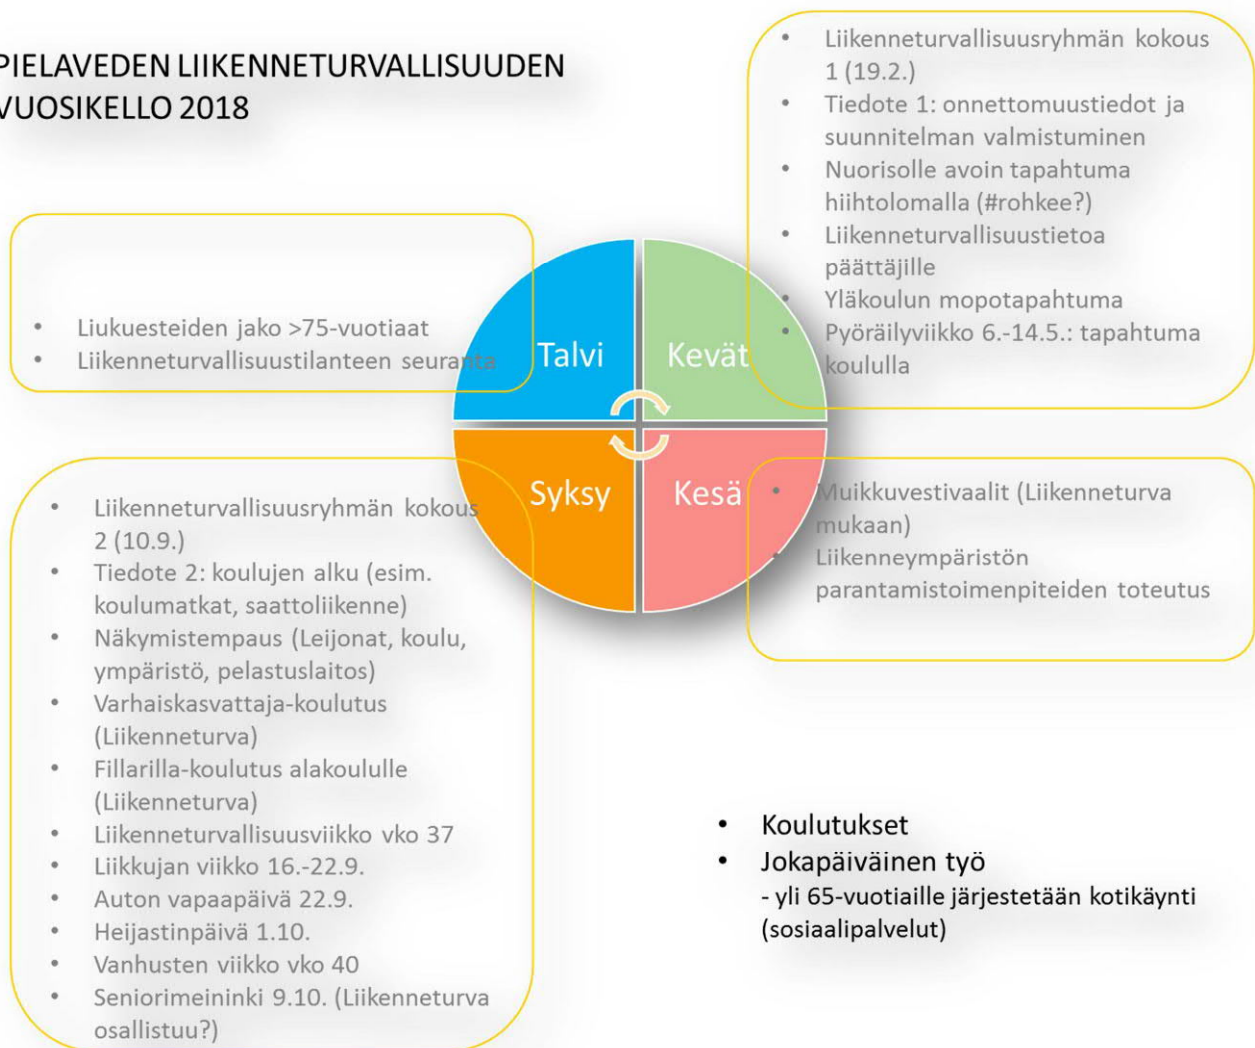 PIELAVEDEN LIIKENNETURVALLISUUDEN
VUOSIKELLO 2018
• Liikenneturvallisuusryhmän kokous
1 (19.2.)
• Tiedote 1: onnettomuustiedot ja
suunnitelman valmistuminen
• Nuorisolle avoin tapahtuma
hiihtolomalla (#rohkee?)
• Liikenneturvallisuustietoa
päättäjille
• Yläkoulun mopotapahtuma
• Pyöräilyviikko 6.-14.5.: tapahtuma
koululla
• Liukuesteiden jako >75-vuotiaat
• Liikenneturvallisuustilanteen seuranta
Talvi
Kevät
Syksy
Kesä
• Liikenneturvallisuusryhmän kokous
2 (10.9.)
• Tiedote 2: koulujen alku (esim.
koulumatkat, saattoliikenne)
• Näkymistempaus (Leijonat, koulu,
ympäristö, pelastuslaitos)
• Varhaiskasvattaja-koulutus
(Liikenneturva)
• Fillarilla-koulutus alakoululle
(Liikenneturva)
• Liikenneturvallisuusviikko vko 37
• Liikkujan viikko 16.-22.9.
• Auton vapaapäivä 22.9.
• Heijastinpäivä 1.10.
• Vanhusten viikko vko 40
• Seniorimeininki 9.10. (Liikenneturva
osallistuu?)
• Muikkuvestivaalit (Liikenneturva
mukaan)
• Liikenneympäristön
parantamistoimenpiteiden toteutus
• Koulutukset
• Jokapäiväinen työ
- yli 65-vuotiaille järjestetään kotikäynti
(sosiaalipalvelut)